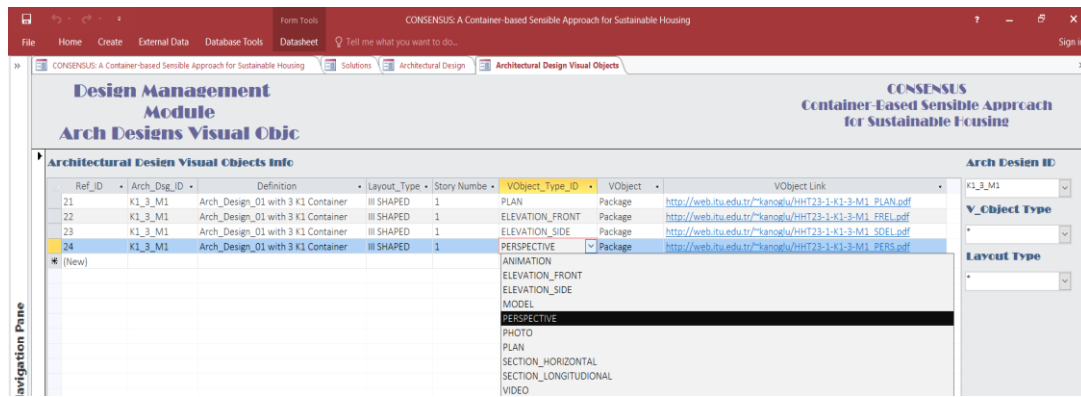 Form Tools
CONSENSUS: A Container-based Sensible Approach for Sustainable Housing
?
File Home Create External Data Database Tools Datasheet Tell me what you want to do...
Sign i
CONSENSUS: A Container-based Sensible Approach for Sustainable Housing Solutions Architectural Design Architectural Design Visual Objects
Design Management
Module
Arch Designs Visual Objc
CONSENSUS
Container-Based Sensible Approach
for Sustainable Housing
Architectural Design Visual Objects Info
Ref_ID Arch_Dsg_ID Definition Layout_Type Story Numbe VObject_Type_ID VObject VObject Link
21 K1_3_M1 Arch_Design_01 with 3 K1 Container III SHAPED 1 PLAN Package http://web.itu.edu.tr/~kanoglu/HHT23-1-K1-3-M1_PLAN.pdf
22 K1_3_M1 Arch_Design_01 with 3 K1 Container III SHAPED 1 ELEVATION_FRONT Package http://web.itu.edu.tr/~kanoglu/HHT23-1-K1-3-M1_FREL.pdf
23 K1_3_M1 Arch_Design_01 with 3 K1 Container III SHAPED 1 ELEVATION_SIDE Package http://web.itu.edu.tr/~kanoglu/HHT23-1-K1-3-M1_SDEL.pdf
24 K1_3_M1 Arch_Design_01 with 3 K1 Container III SHAPED 1 PERSPECTIVE Package http://web.itu.edu.tr/~kanoglu/HHT23-1-K1-3-M1_PERS.pdf
(New)
ANIMATION
ELEVATION_FRONT
ELEVATION_SIDE
MODEL
PERSPECTIVE
PHOTO
PLAN
SECTION_HORIZONTAL
SECTION_LONGITUDIONAL
VIDEO
Arch Design ID
K1_3_M1
V_Object Type
*
Layout Type
*
avigation Pane